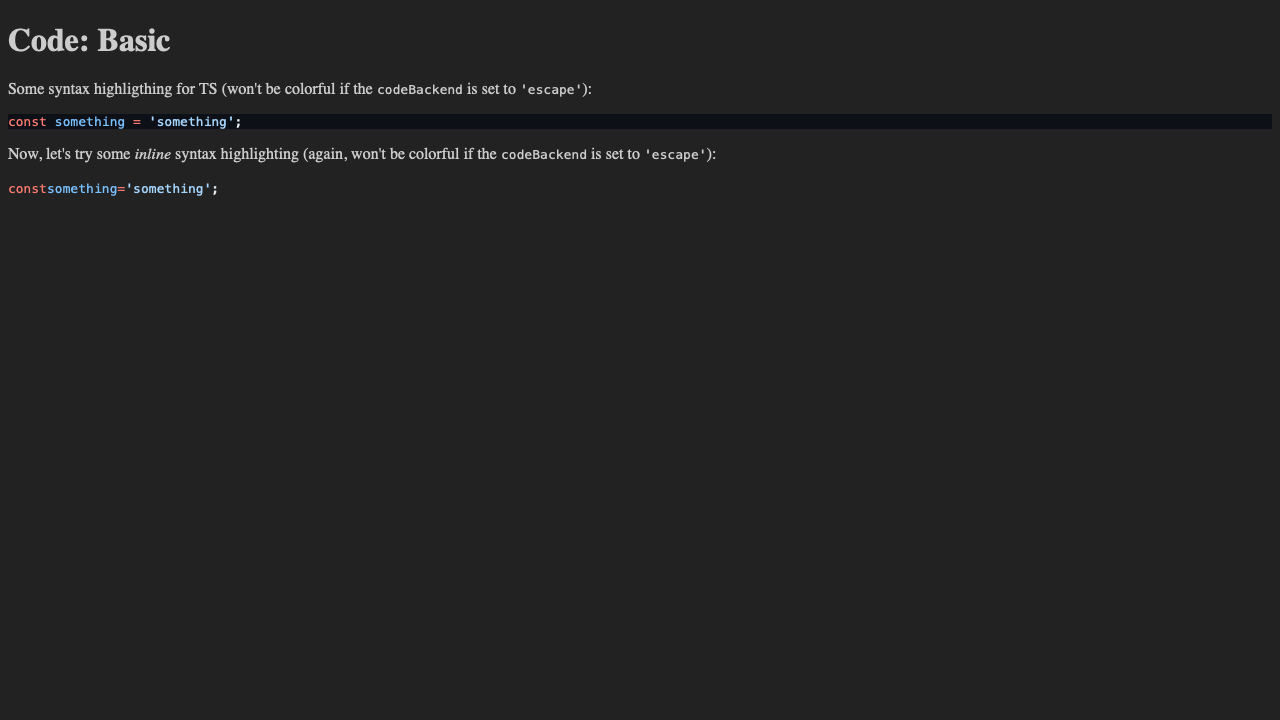 Code: Basic
Some syntax highligthing for TS (won't be colorful if the codeBackend is set to 'escape'):
const something = 'something';
Now, let's try some inline syntax highlighting (again, won't be colorful if the codeBackend is set to 'escape'):
constsomething='something';